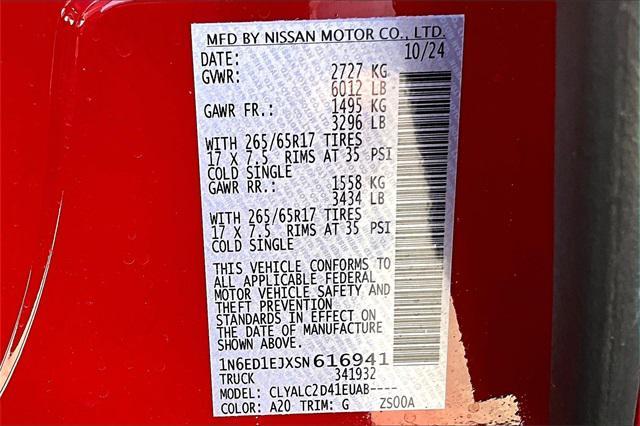 MFD BY NISSAN MOTOR CO., LTD.
DATE: 10/24
GVWR: 2727 KG
6012 LB
GAWR FR.: 1495 KG
3296 LB
WITH 265/65R17 TIRES
17 X 7.5 RIMS AT 35 PSI
COLD SINGLE
GAWR RR.: 1558 KG
3434 LB
WITH 265/65R17 TIRES
17 X 7.5 RIMS AT 35 PSI
COLD SINGLE
THIS VEHICLE CONFORMS TO
ALL APPLICABLE FEDERAL
MOTOR VEHICLE SAFETY AND
THEFT PREVENTION
STANDARDS IN EFFECT ON
THE DATE OF MANUFACTURE
SHOWN ABOVE.
1N6ED1EJXSN616941
TRUCK 341932
MODEL: CLYALC2D41EUAB----
COLOR: A20 TRIM: G ZS00A